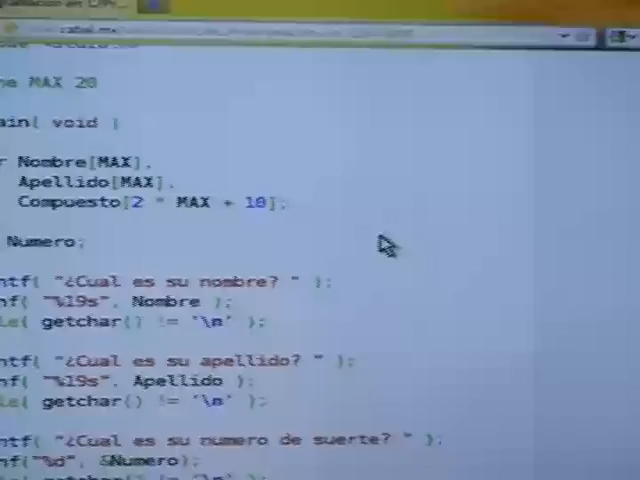 ne MAX 20
ain( void )
r Nombre[MAX],
Apellido[MAX],
Compuesto[2 * MAX + 10];
Numero;
ntf( "¿Cual es su nombre? " );
nf( "%19s", Nombre );
le( getchar() != '\n' );
ntf( "¿Cual es su apellido? " );
nf( "%19s", Apellido );
le( getchar() != '\n' );
ntf( "¿Cual es su numero de suerte? " );
nf("%d", &Numero);